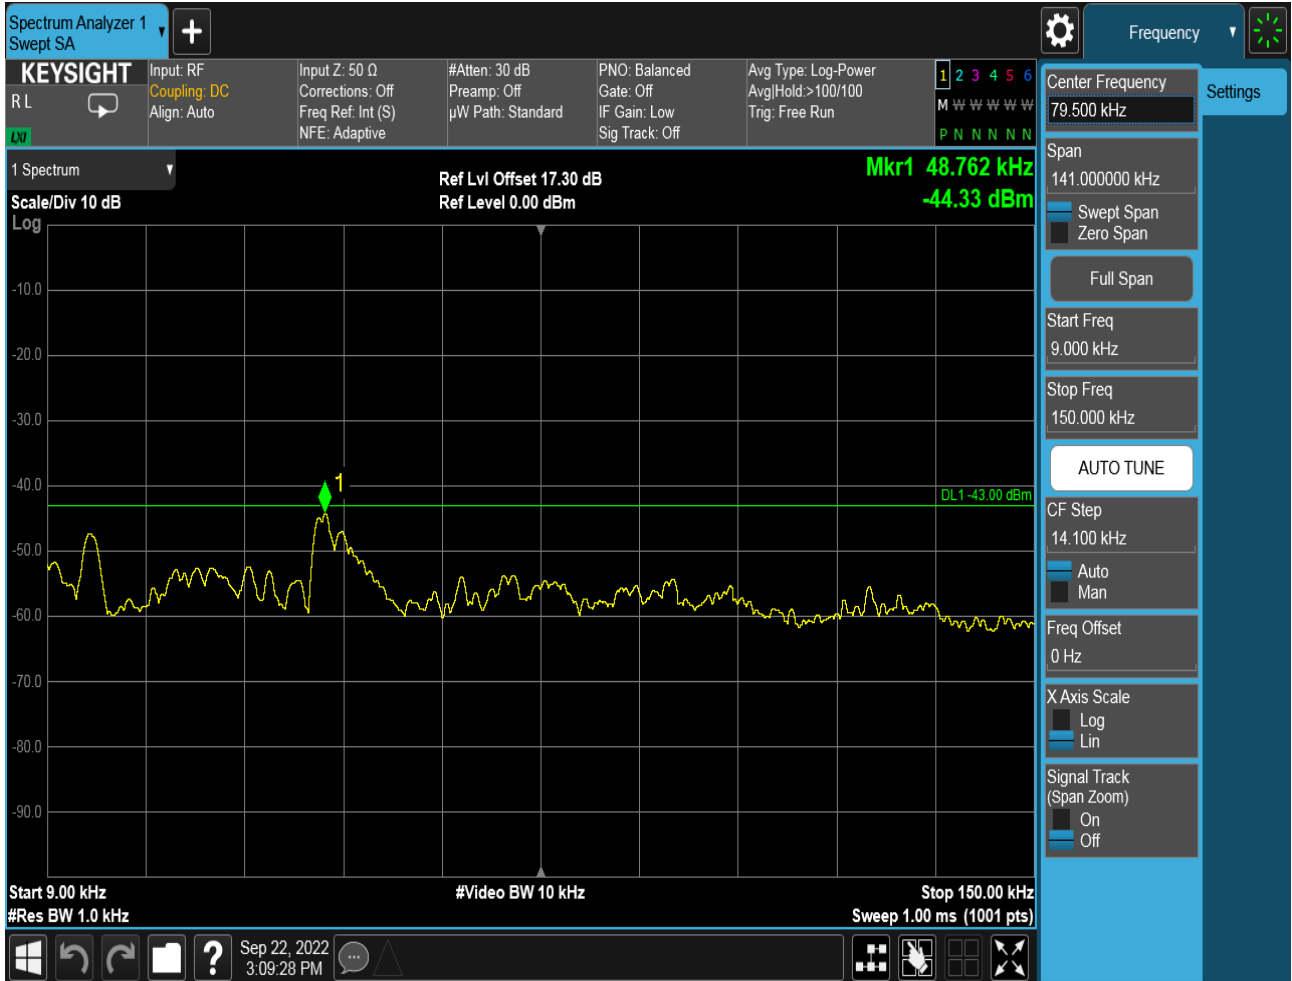 Spectrum Analyzer 1
Swept SA
Frequency
KEYSIGHT
R L
LXI
Input: RF
Coupling: DC
Align: Auto
Input Z: 50 Ω
Corrections: Off
Freq Ref: Int (S)
NFE: Adaptive
#Atten: 30 dB
Preamp: Off
µW Path: Standard
PNO: Balanced
Gate: Off
IF Gain: Low
Sig Track: Off
Avg Type: Log-Power
Avg|Hold:>100/100
Trig: Free Run
1 2 3 4 5 6
M W W W W W
P N N N N N
1 Spectrum
Scale/Div 10 dB
Log
Ref Lvl Offset 17.30 dB
Ref Level 0.00 dBm
Mkr1 48.762 kHz
-44.33 dBm
-10.0
-20.0
-30.0
-40.0
-50.0
-60.0
-70.0
-80.0
-90.0
1
DL1 -43.00 dBm
Start 9.00 kHz
#Res BW 1.0 kHz
#Video BW 10 kHz
Stop 150.00 kHz
Sweep 1.00 ms (1001 pts)
Center Frequency
79.500 kHz
Span
141.000000 kHz
Swept Span
Zero Span
Full Span
Start Freq
9.000 kHz
Stop Freq
150.000 kHz
AUTO TUNE
CF Step
14.100 kHz
Auto
Man
Freq Offset
0 Hz
X Axis Scale
Log
Lin
Signal Track
(Span Zoom)
On
Off
Settings
?
Sep 22, 2022
3:09:28 PM